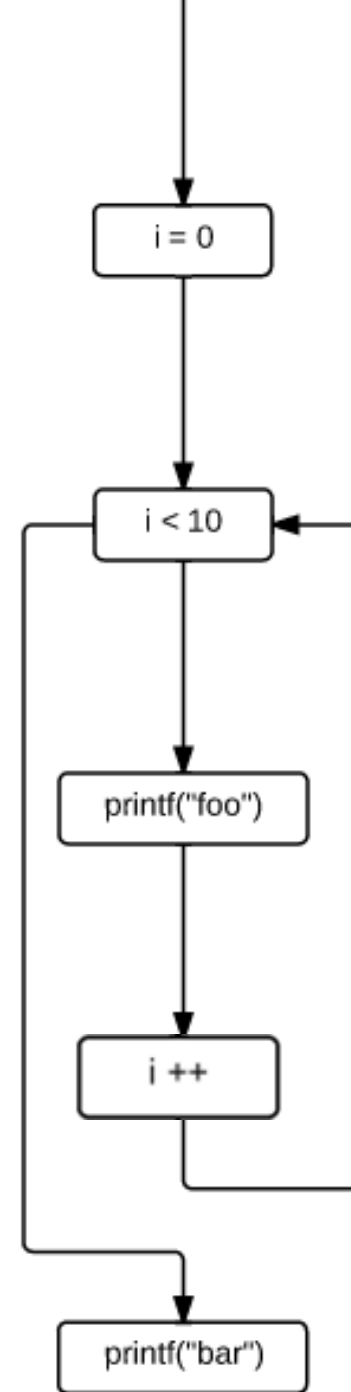 i = 0
i < 10
printf("foo")
i ++
printf("bar")